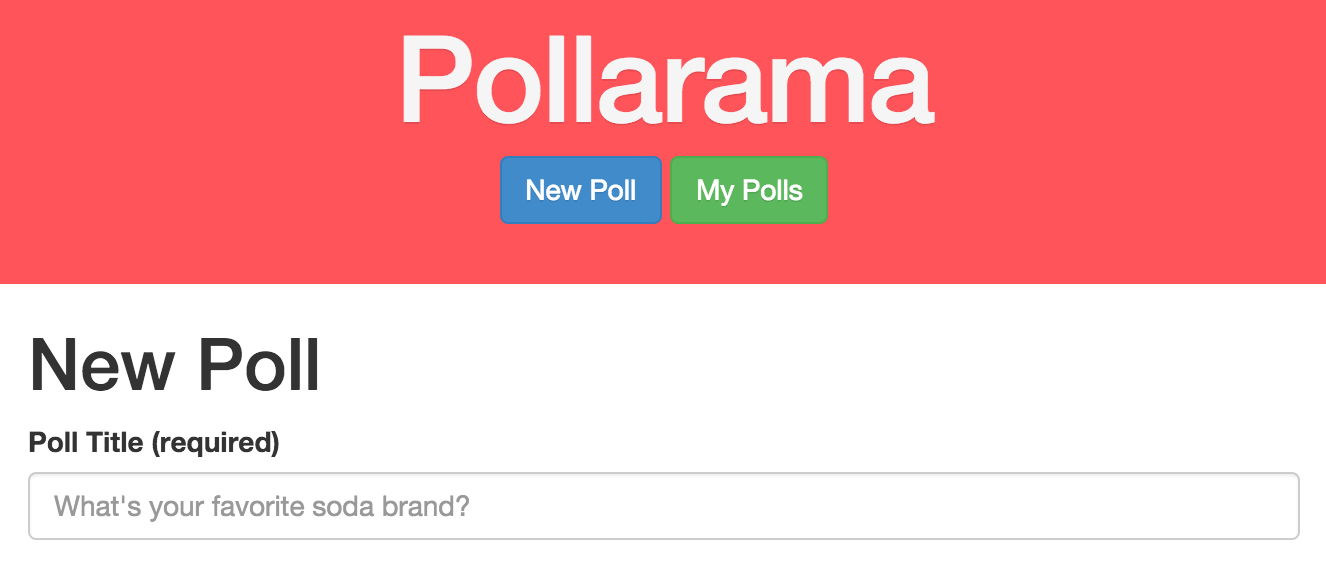 Pollarama
New Poll My Polls
New Poll
Poll Title (required)
What's your favorite soda brand?